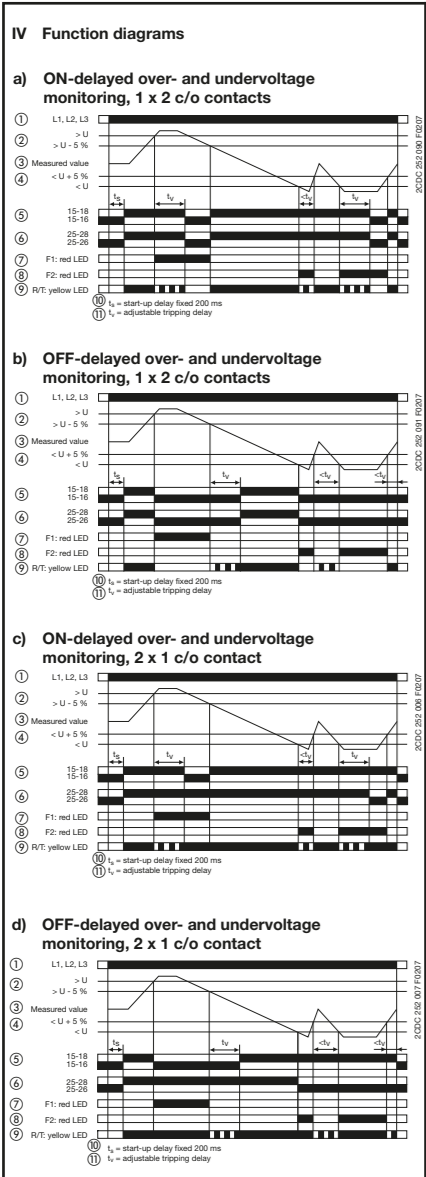 IV Function diagrams
a) ON-delayed over- and undervoltage
monitoring, 1 x 2 c/o contacts
① L1, L2, L3
> U
②
> U - 5 %
③ Measured value
④ < U + 5 %
< U
ts tv <tv tv
⑤ 15-18
15-16
⑥ 25-28
25-26
⑦ F1: red LED
⑧ F2: red LED
⑨ R/T: yellow LED
⑩ ts = start-up delay fixed 200 ms
⑪ tv = adjustable tripping delay
2CDC 252 090 F0207
b) OFF-delayed over- and undervoltage
monitoring, 1 x 2 c/o contacts
① L1, L2, L3
> U
②
> U - 5 %
③ Measured value
④ < U + 5 %
< U
ts tv <tv <tv
⑤ 15-18
15-16
⑥ 25-28
25-26
⑦ F1: red LED
⑧ F2: red LED
⑨ R/T: yellow LED
⑩ ts = start-up delay fixed 200 ms
⑪ tv = adjustable tripping delay
2CDC 252 091 F0207
c) ON-delayed over- and undervoltage
monitoring, 2 x 1 c/o contact
① L1, L2, L3
> U
②
> U - 5 %
③ Measured value
④ < U + 5 %
< U
ts tv <tv tv
⑤ 15-18
15-16
⑥ 25-28
25-26
⑦ F1: red LED
⑧ F2: red LED
⑨ R/T: yellow LED
⑩ ts = start-up delay fixed 200 ms
⑪ tv = adjustable tripping delay
2CDC 252 006 F0207
d) OFF-delayed over- and undervoltage
monitoring, 2 x 1 c/o contact
① L1, L2, L3
② > U
> U - 5 %
③ Measured value
④ < U + 5 %
< U
ts tv <tv <tv
⑤ 15-18
15-16
⑥ 25-28
25-26
⑦ F1: red LED
⑧ F2: red LED
⑨ R/T: yellow LED
⑩ ts = start-up delay fixed 200 ms
⑪ tv = adjustable tripping delay
2CDC 252 007 F0207